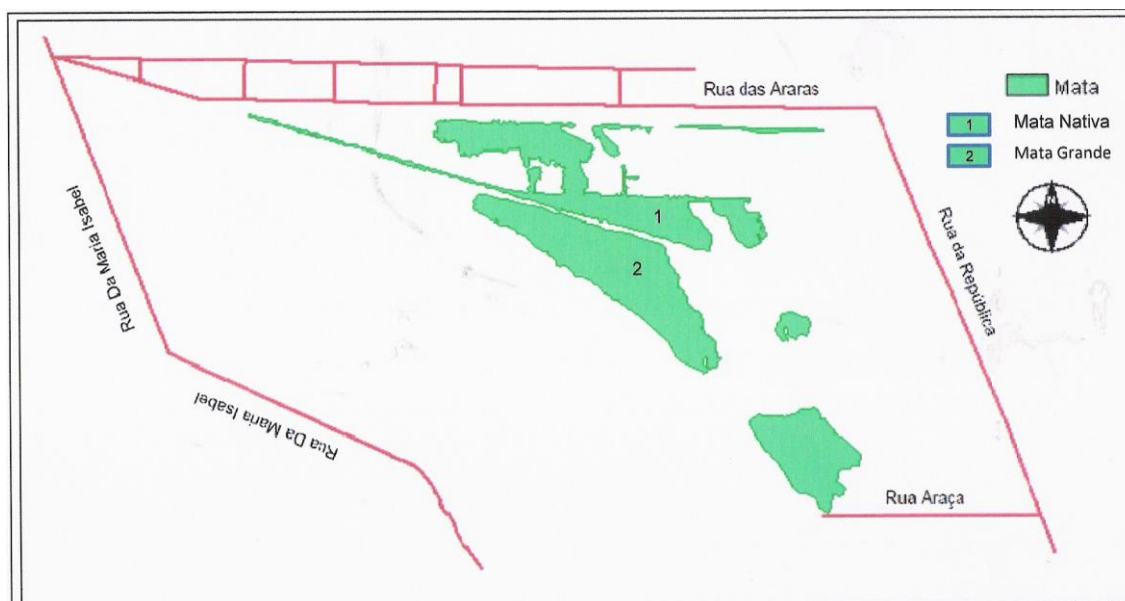 Rua das Araras
Mata
1 Mata Nativa
2 Mata Grande
N
1
2
Rua Da Maria Isabel
Rua da República
Rua Da Maria Isabel
Rua Araça